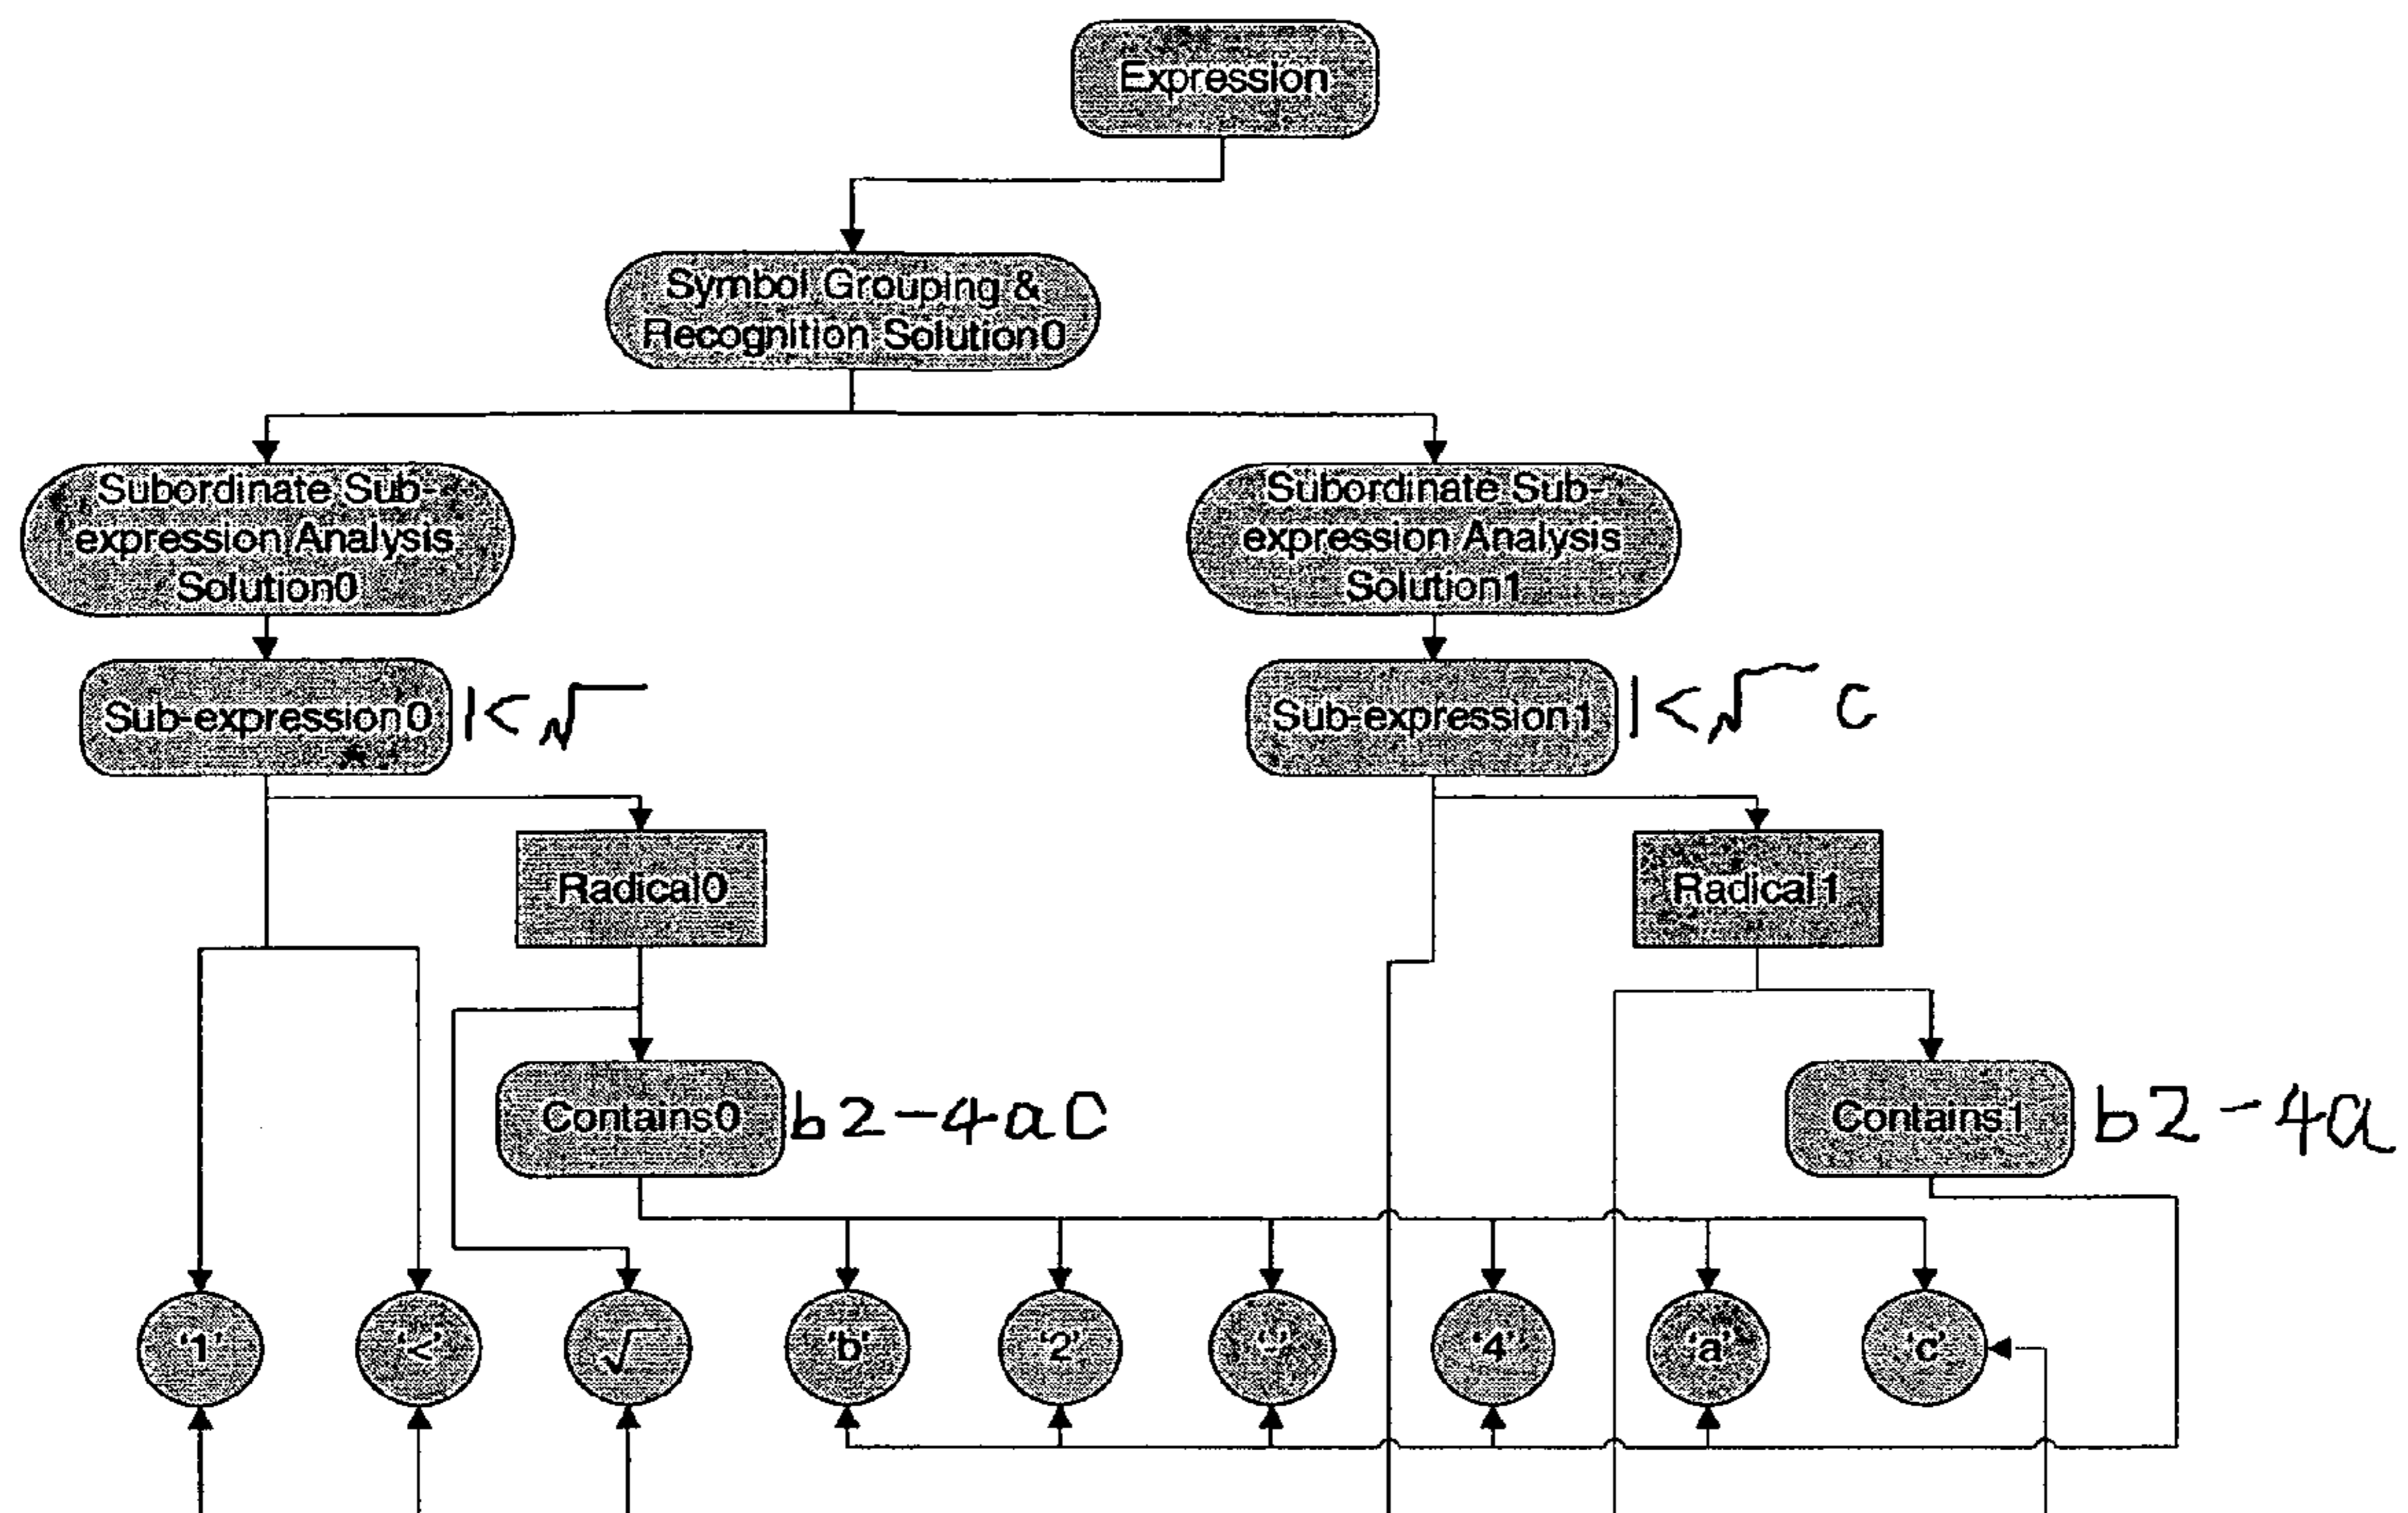 Expression
Symbol Grouping &
Recognition Solution0
Subordinate Sub-
expression Analysis
Solution0
Subordinate Sub-
expression Analysis
Solution1
Sub-expression0
1<√
Sub-expression1
1<√ c
Radical0
Radical1
Contains0
b2-4ac
Contains1
b2-4a
'1'
'<'
√
'b'
'2'
'-'
'4'
'a'
'c'